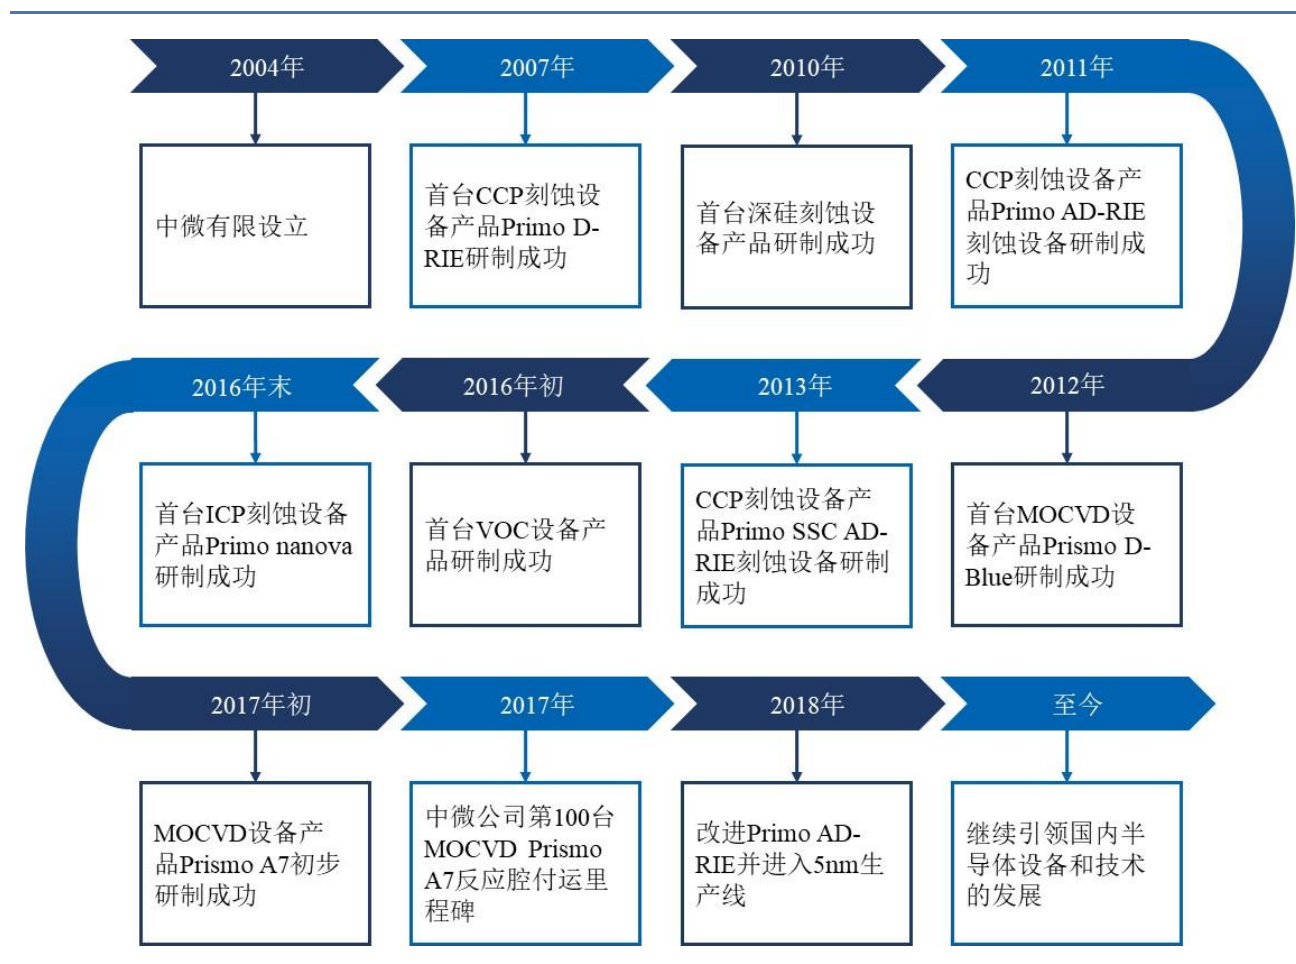 2004年
2007年
2010年
2011年
中微有限设立
首台CCP刻蚀设
备产品Primo D-
RIE研制成功
首台深硅刻蚀设
备产品研制成功
CCP刻蚀设备产
品Primo AD-RIE
刻蚀设备研制成
功
2016年末
2016年初
2013年
2012年
首台ICP刻蚀设备
产品Primo nanova
研制成功
首台VOC设备产
品研制成功
CCP刻蚀设备产
品Primo SSC AD-
RIE刻蚀设备研制
成功
首台MOCVD设
备产品Prismo D-
Blue研制成功
2017年初
2017年
2018年
至今
MOCVD设备产
品Prismo A7初步
研制成功
中微公司第100台
MOCVD Prismo
A7反应腔付运里
程碑
改进Primo AD-
RIE并进入5nm生
产线
继续引领国内半
导体设备和技术
的发展